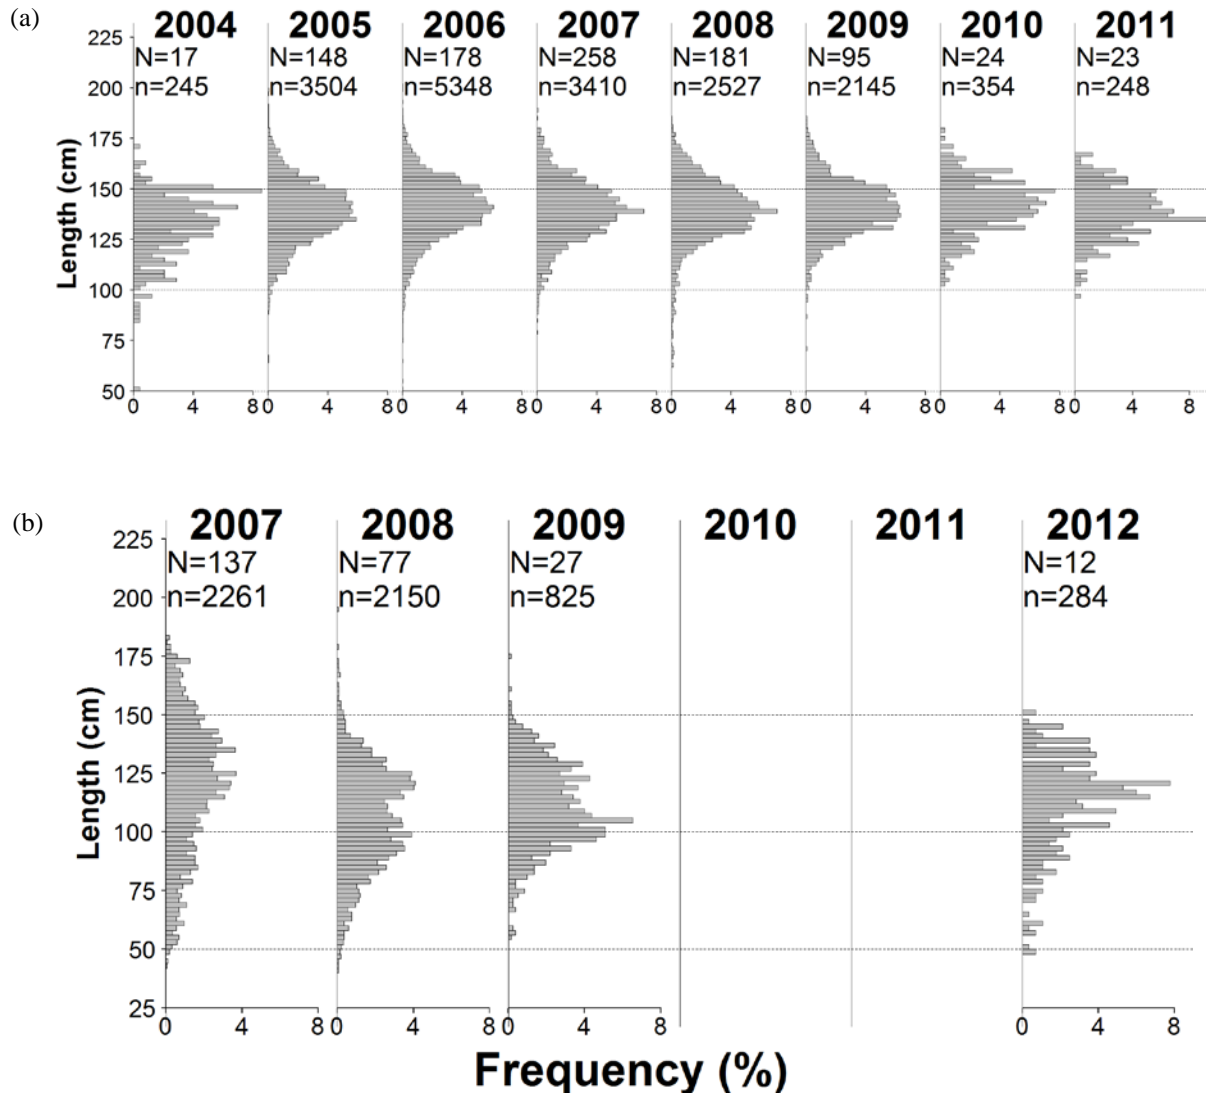 (a)
2004 2005 2006 2007 2008 2009 2010 2011
N=17 N=148 N=178 N=258 N=181 N=95 N=24 N=23
n=245 n=3504 n=5348 n=3410 n=2527 n=2145 n=354 n=248
Length (cm)
225
200
175
150
125
100
75
50
0 4 8 0 4 8 0 4 8 0 4 8 0 4 8 0 4 8 0 4 8 0 4 8
(b)
2007 2008 2009 2010 2011 2012
N=137 N=77 N=27 N=12
n=2261 n=2150 n=825 n=284
Length (cm)
225
200
175
150
125
100
75
50
25
0 4 8 0 4 8 0 4 8 0 4 8
Frequency (%)